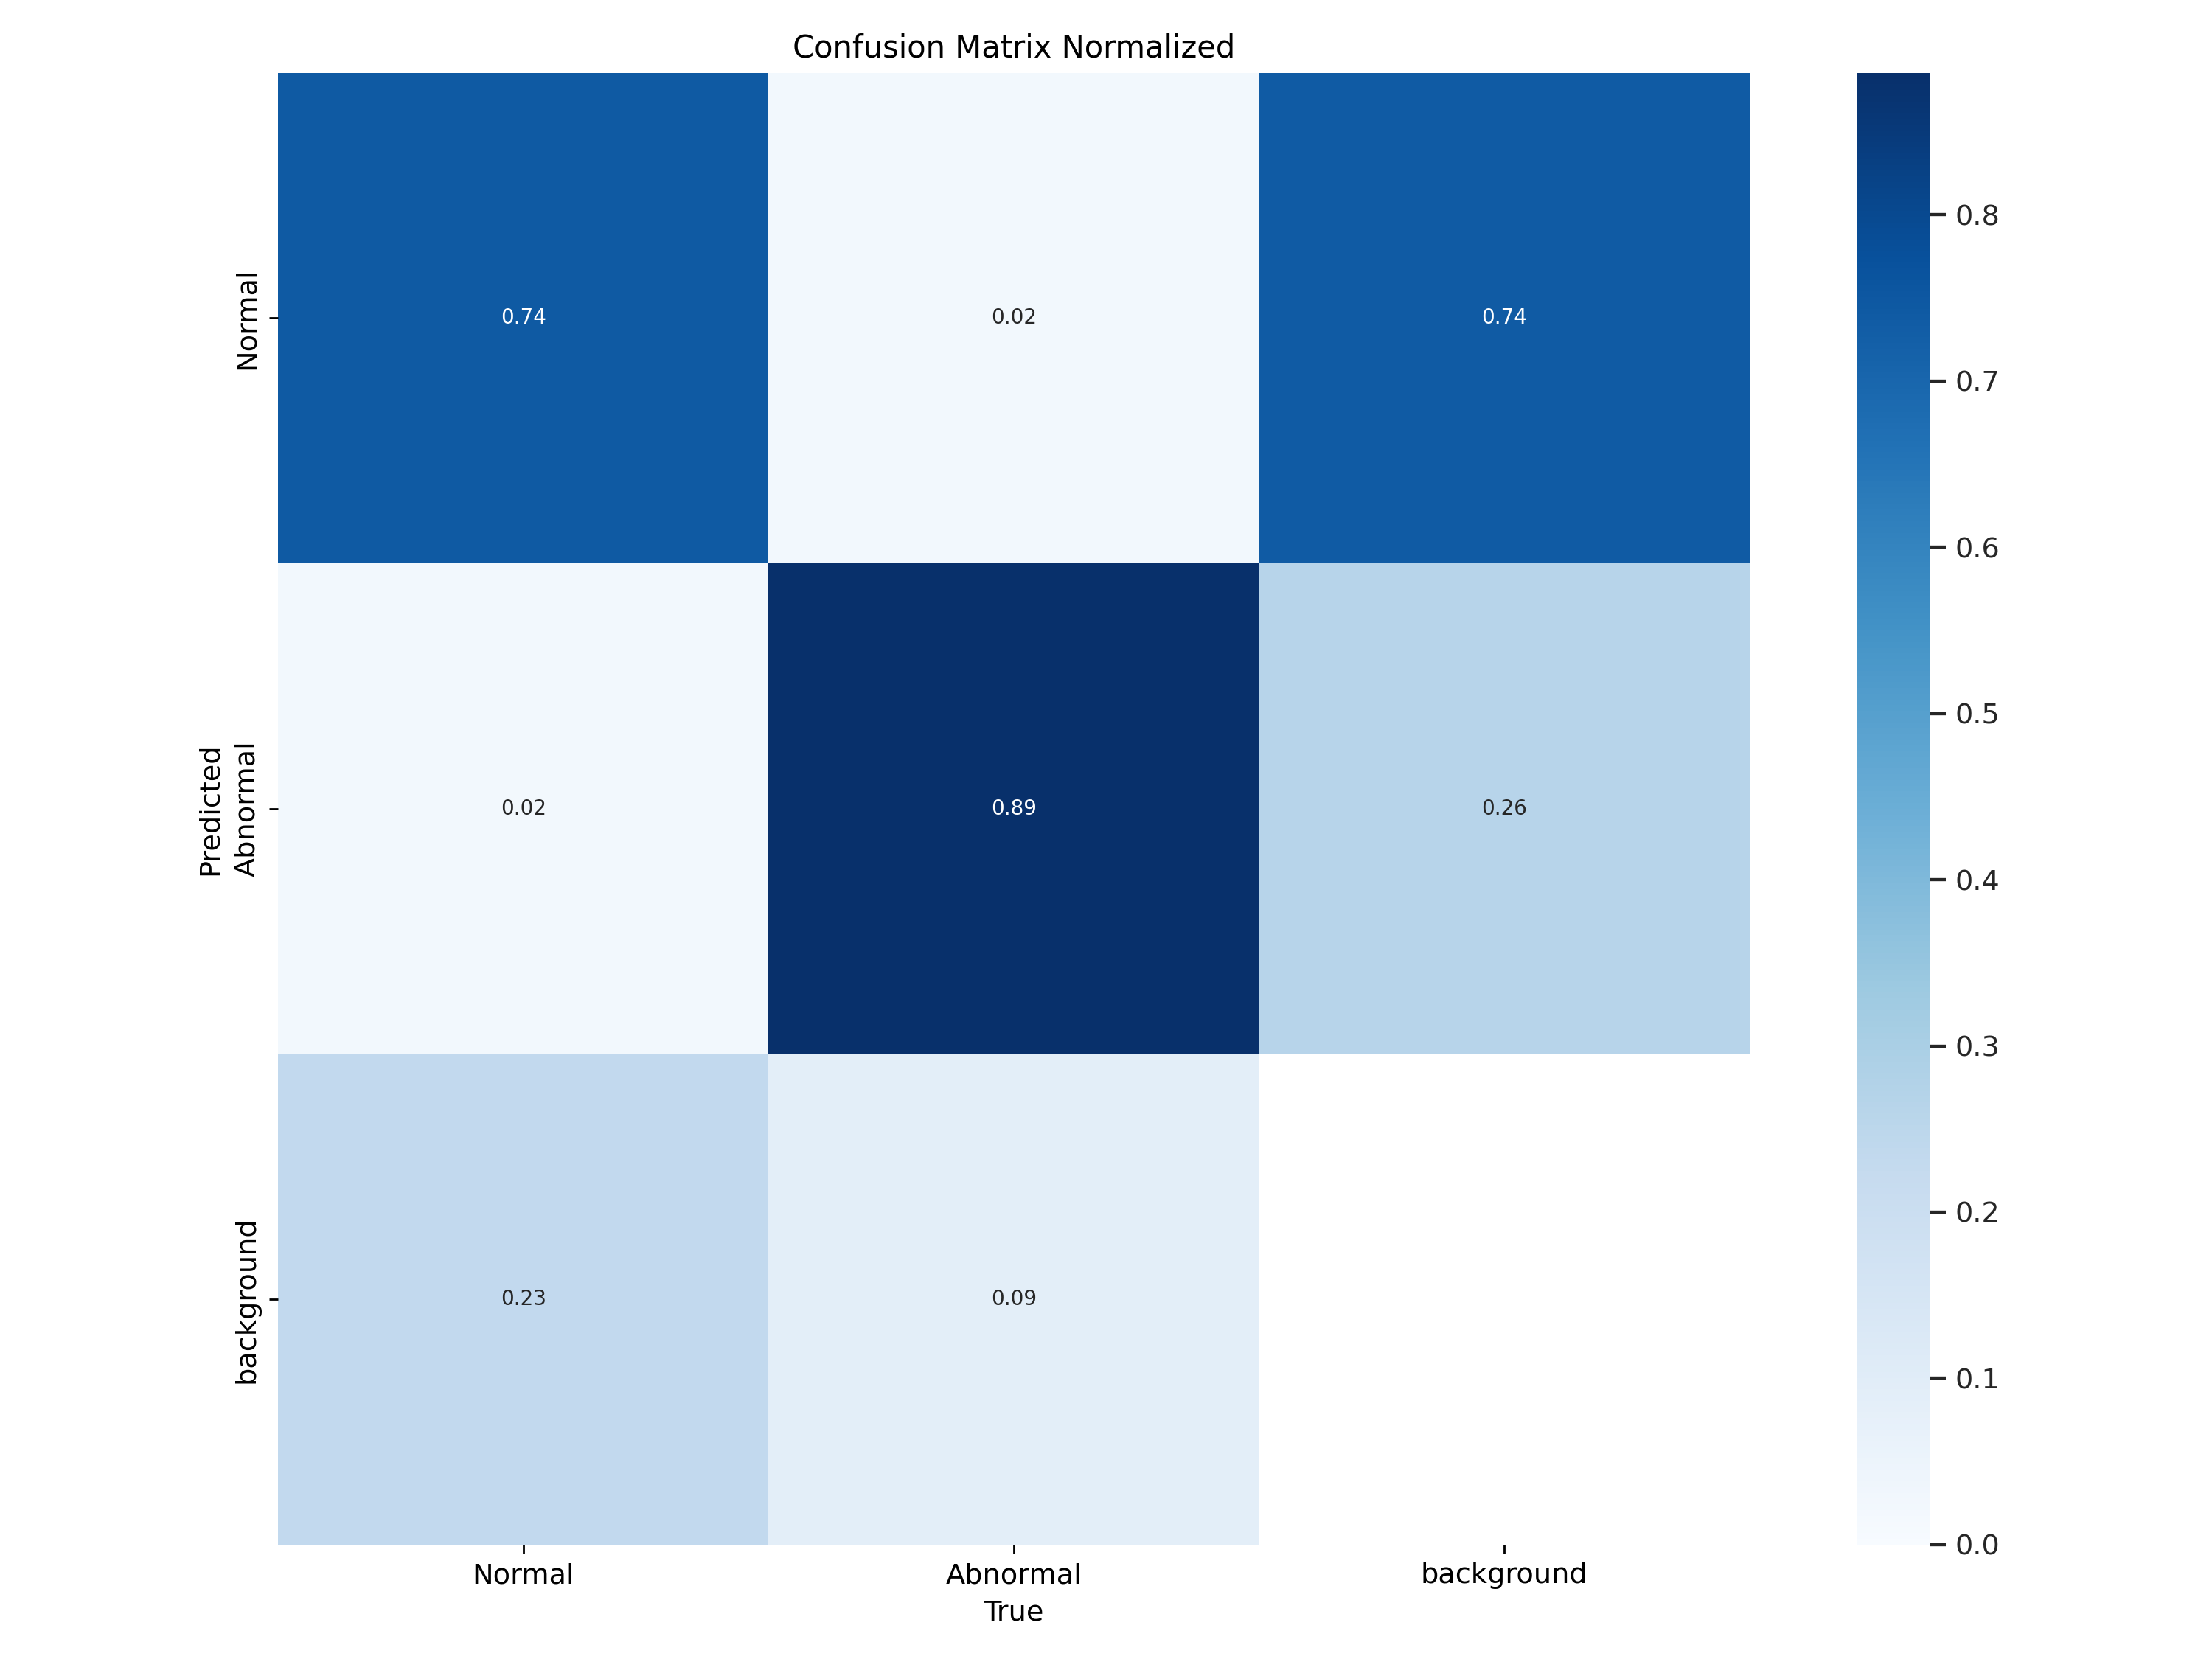 Confusion Matrix Normalized
Normal
0.74
0.02
0.74
Predicted
Abnormal
0.02
0.89
0.26
background
0.23
0.09
Normal
Abnormal
background
True
0.8
0.7
0.6
0.5
0.4
0.3
0.2
0.1
0.0